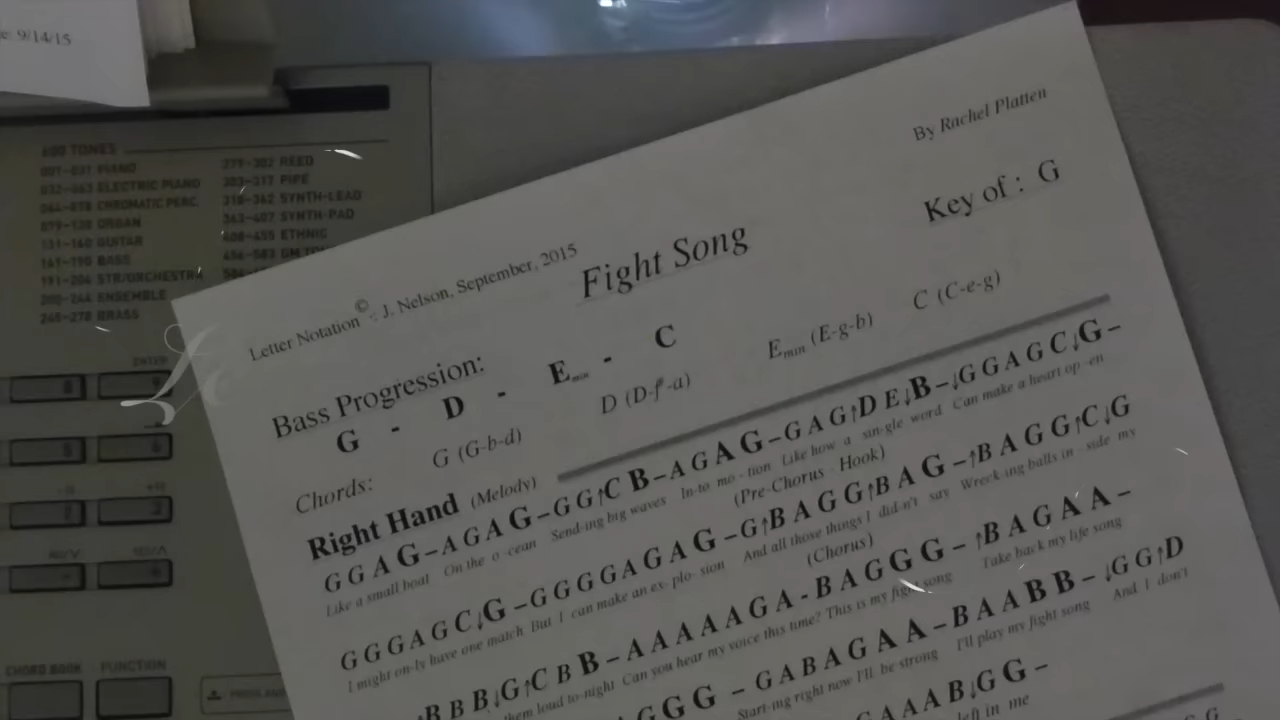 e 9/14/15
600 TONES
001-031 PIANO
032-063 ELECTRIC PIANO
064-078 CHROMATIC PERC.
079-130 ORGAN
131-160 GUITAR
161-190 BASS
191-204 STR/ORCHESTRA
245-278 BRASS
279-302 REED
303-317 PIPE
318-362 SYNTH-LEAD
363-407 SYNTH-PAD
408-455 ETHNIC
CHORD BOOK FUNCTION
By Rachel Platten
Key of : G
Letter Notation © : J. Nelson, September, 2015
Fight Song
Bass Progression:
G - D - Emin - C
Chords: G (G-b-d) D (D-f#-a) Emin (E-g-b) C (C-e-g)
Right Hand (Melody)
G G A G – A G A G – G G ↑C B – A G A G – G A G ↑D E ↓B – ↓G G A G C ↓G –
Like a small boat On the o-cean Send-ing big waves In-to mo-tion Like how a sin-gle word Can make a heart op-en
(Pre-Chorus - Hook)
G G G A G C ↓G – G G G G A G A G – G ↑B A G G ↑B A G – ↑B A G G ↑C ↓G
I might on-ly have one match But I can make an ex-plo-sion And all those things I did-n't say Wreck-ing balls in-side my
(Chorus)
↑B B B ↓G ↑C B B – A A A A A G A - B A G G G – ↑B A G A A –
them loud to-night Can you hear my voice this time? This is my fight song Take back my life song
G G G – G A B A G A A – B A A B B – ↓G G ↑D
Start-ing right now I'll be strong I'll play my fight song And I don't
A A A B ↓G G –
left in me